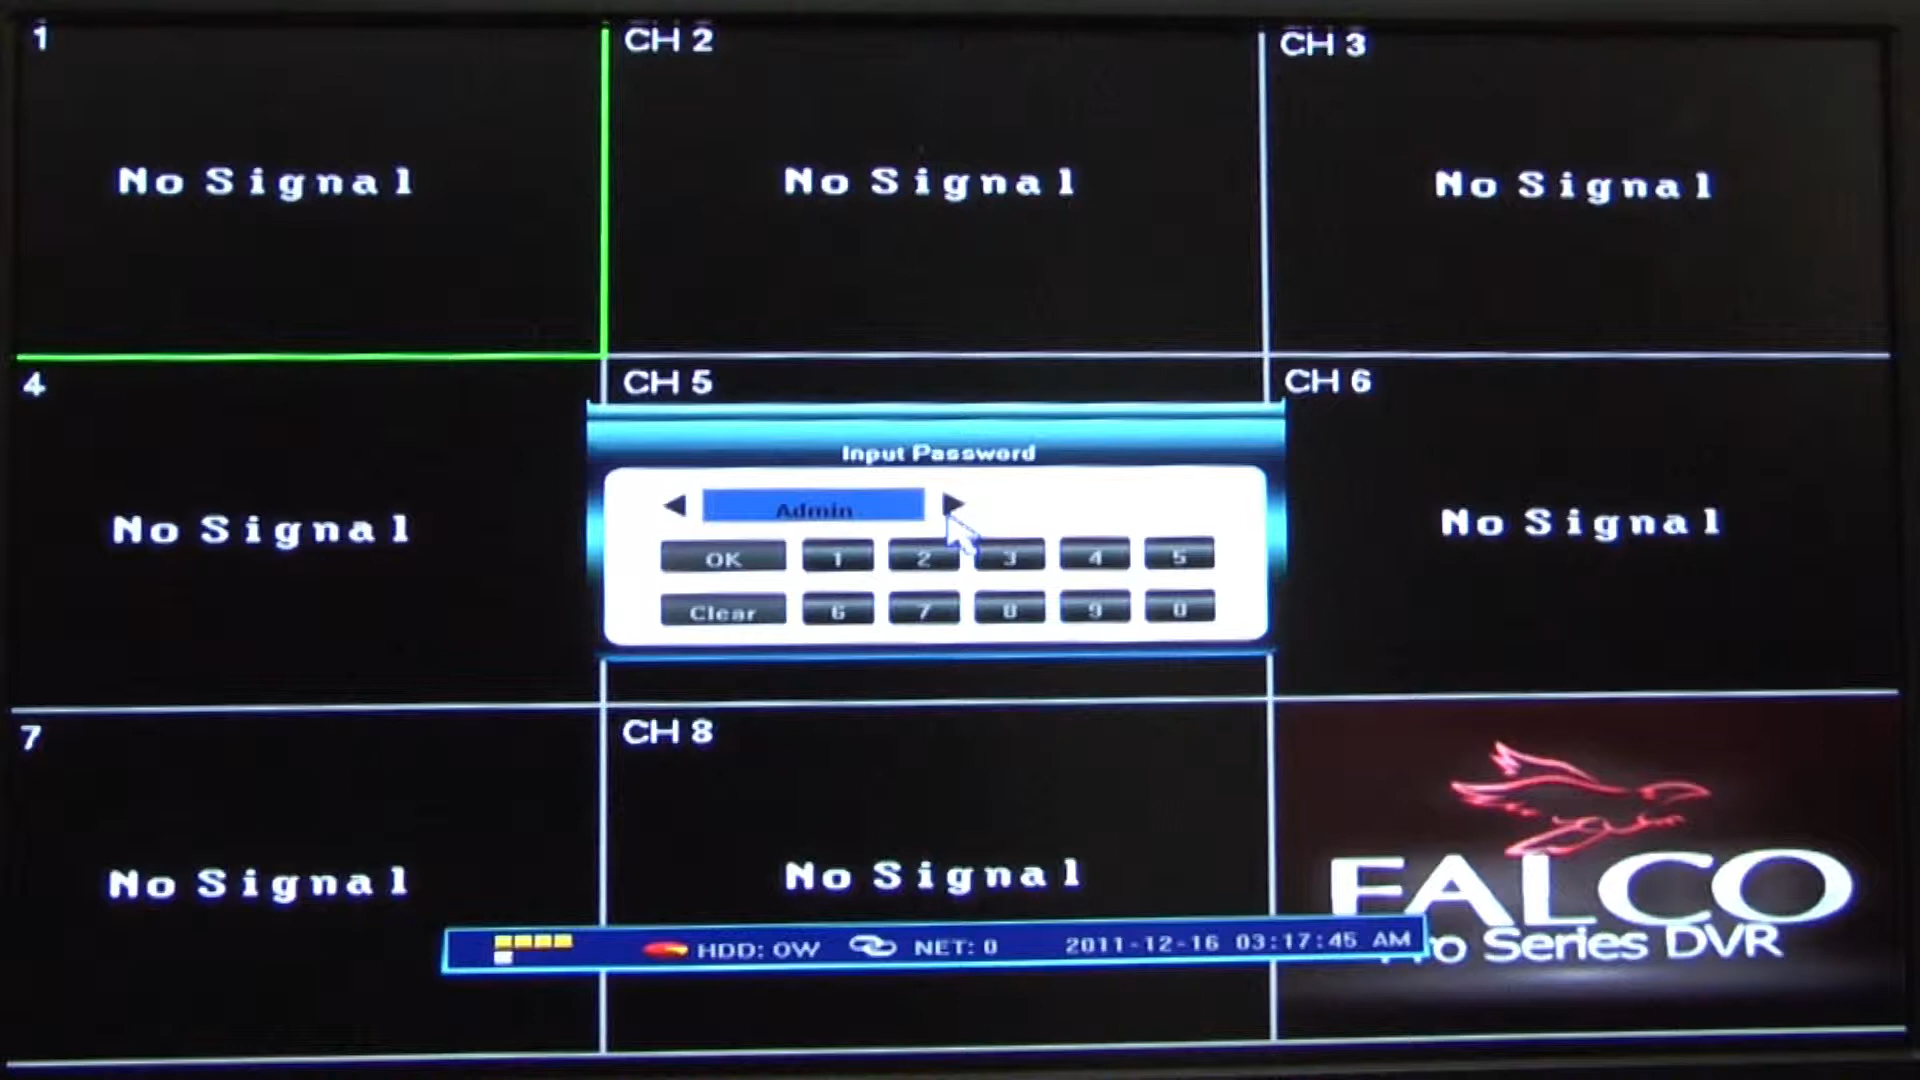 1
CH 2
CH 3
No Signal
No Signal
No Signal
4
CH 5
CH 6
No Signal
No Signal
Input Password
Admin
OK 1 2 3 4 5
Clear 6 7 8 9 0
7
CH 8
No Signal
No Signal
FALCO
Pro Series DVR
HDD: OW NET: 0 2011-12-16 03:17:45 AM